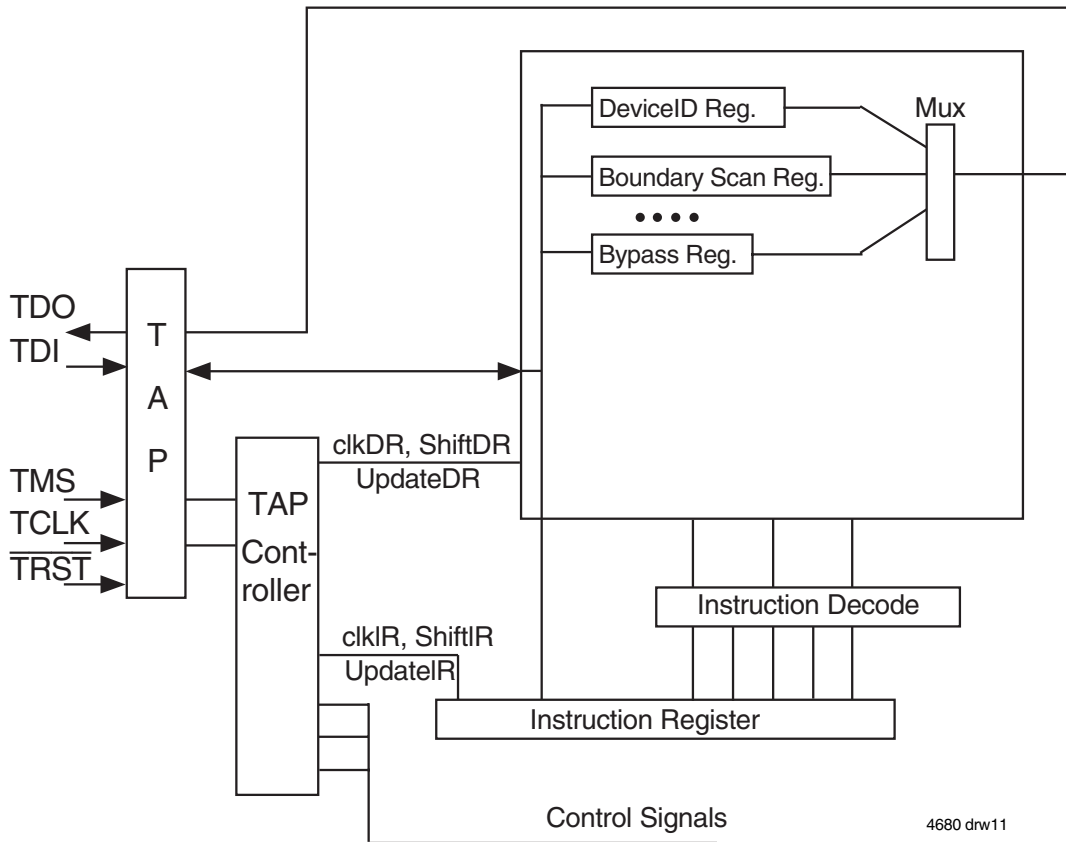 DeviceID Reg.
Mux
Boundary Scan Reg.
Bypass Reg.
TDO
TDI
T
A
P
TMS
TCLK
TRST
clkDR, ShiftDR
UpdateDR
TAP
Cont-
roller
Instruction Decode
clkIR, ShiftIR
UpdateIR
Instruction Register
Control Signals
4680 drw11